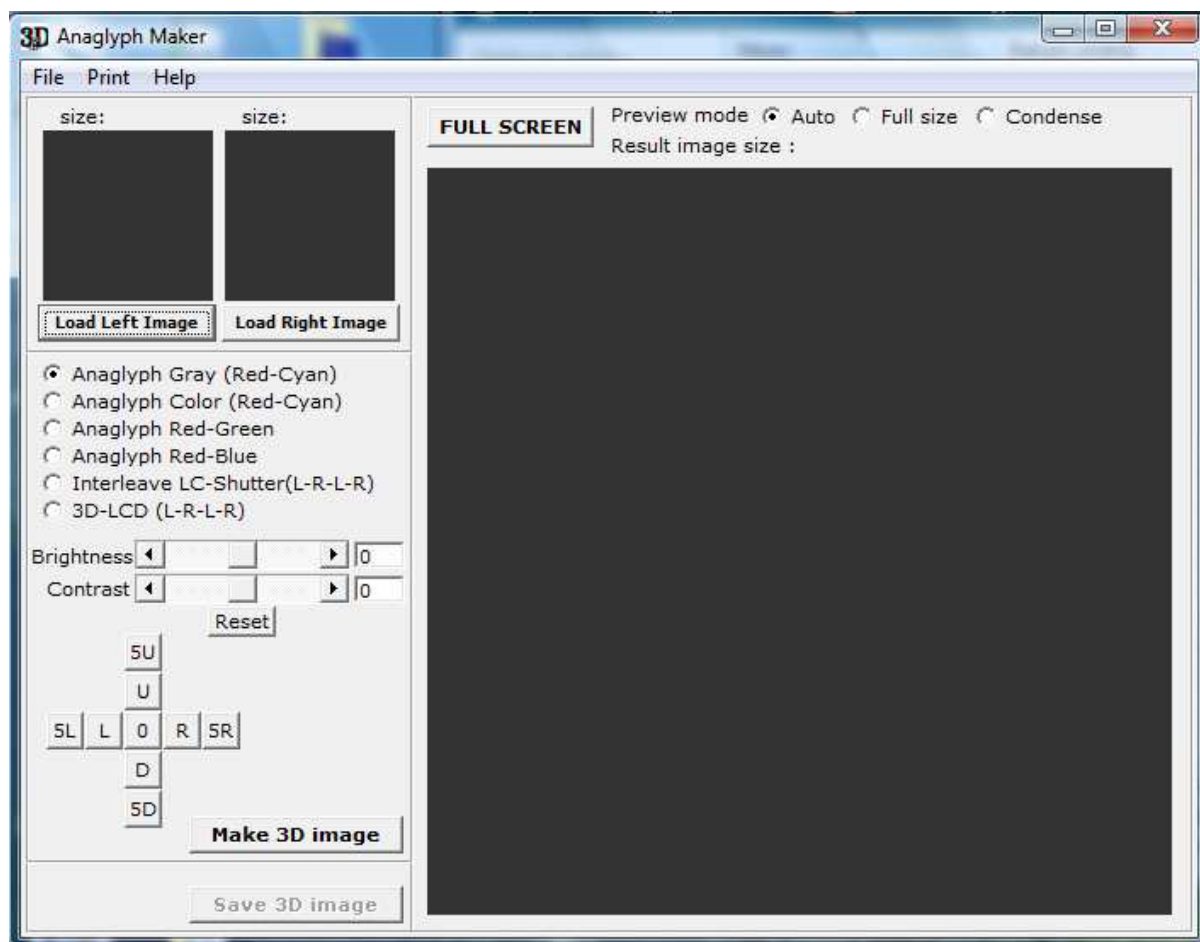 3D Anaglyph Maker
File Print Help
size: size:
Load Left Image Load Right Image
FULL SCREEN
Preview mode Auto Full size Condense
Result image size :
Anaglyph Gray (Red-Cyan)
Anaglyph Color (Red-Cyan)
Anaglyph Red-Green
Anaglyph Red-Blue
Interleave LC-Shutter(L-R-L-R)
3D-LCD (L-R-L-R)
Brightness 0
Contrast 0
Reset
5U
U
5L L 0 R 5R
D
5D
Make 3D image
Save 3D image